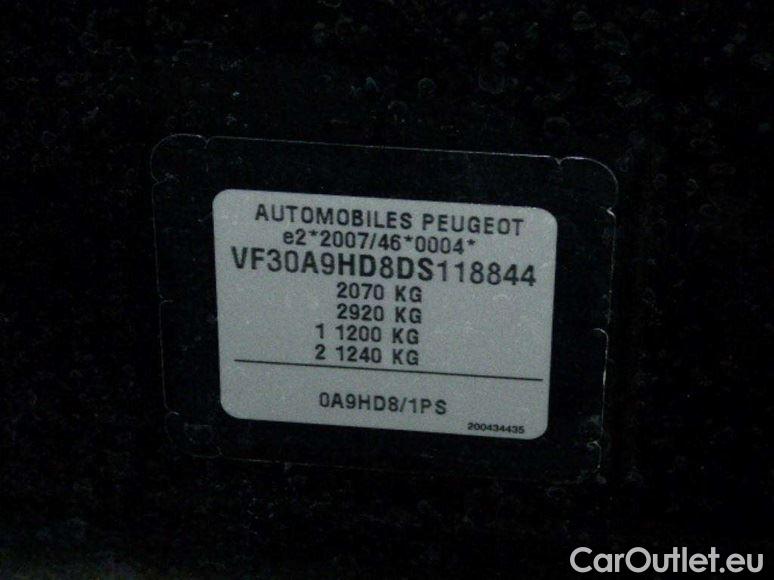 AUTOMOBILES PEUGEOT
e2*2007/46*0004*
VF30A9HD8DS118844
2070 KG
2920 KG
1 1200 KG
2 1240 KG
0A9HD8/1PS
200434435
CarOutlet.eu